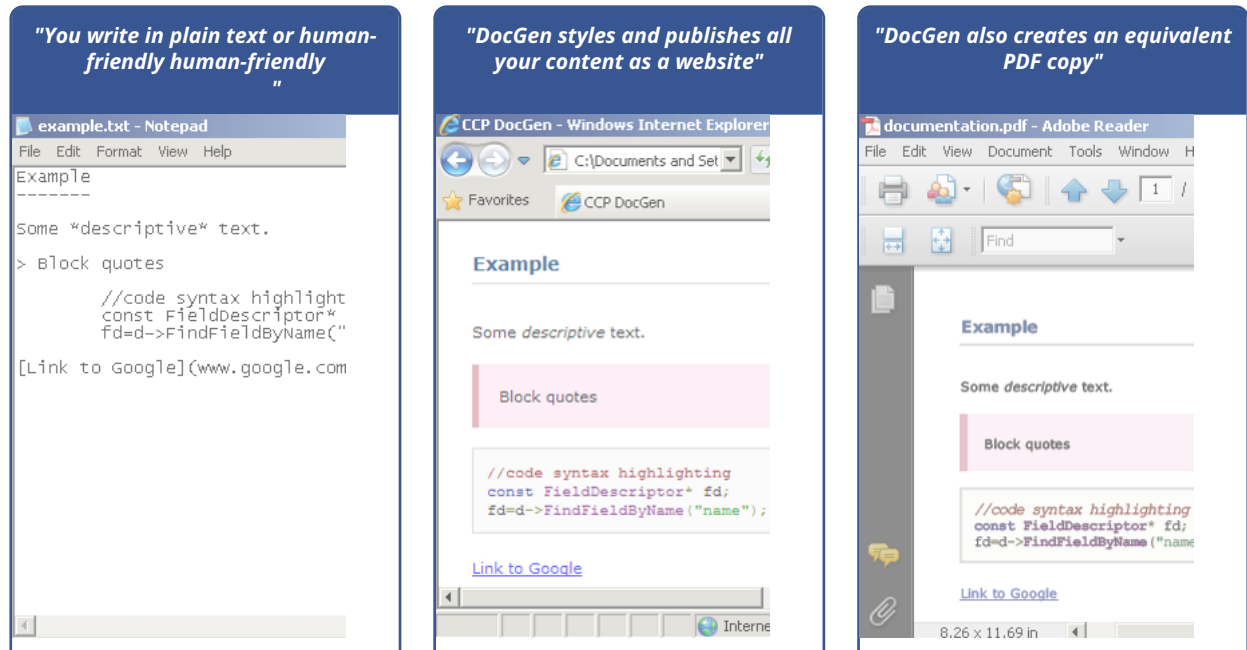 "You write in plain text or human-
friendly human-friendly
"
example.txt - Notepad
File Edit Format View Help
Example
-------
Some *descriptive* text.
> Block quotes
//code syntax highlight
const FieldDescriptor*
fd=d->FindFieldByName("
[Link to Google](www.google.com
"DocGen styles and publishes all
your content as a website"
CCP DocGen - Windows Internet Explorer
C:\Documents and Set
Favorites CCP DocGen
Example
Some descriptive text.
Block quotes
//code syntax highlighting
const FieldDescriptor* fd;
fd=d->FindFieldByName("name");
Link to Google
Interne
"DocGen also creates an equivalent
PDF copy"
documentation.pdf - Adobe Reader
File Edit View Document Tools Window H
1 /
Find
Example
Some descriptive text.
Block quotes
//code syntax highlighting
const FieldDescriptor* fd;
fd=d->FindFieldByName("name
Link to Google
8.26 x 11.69 in